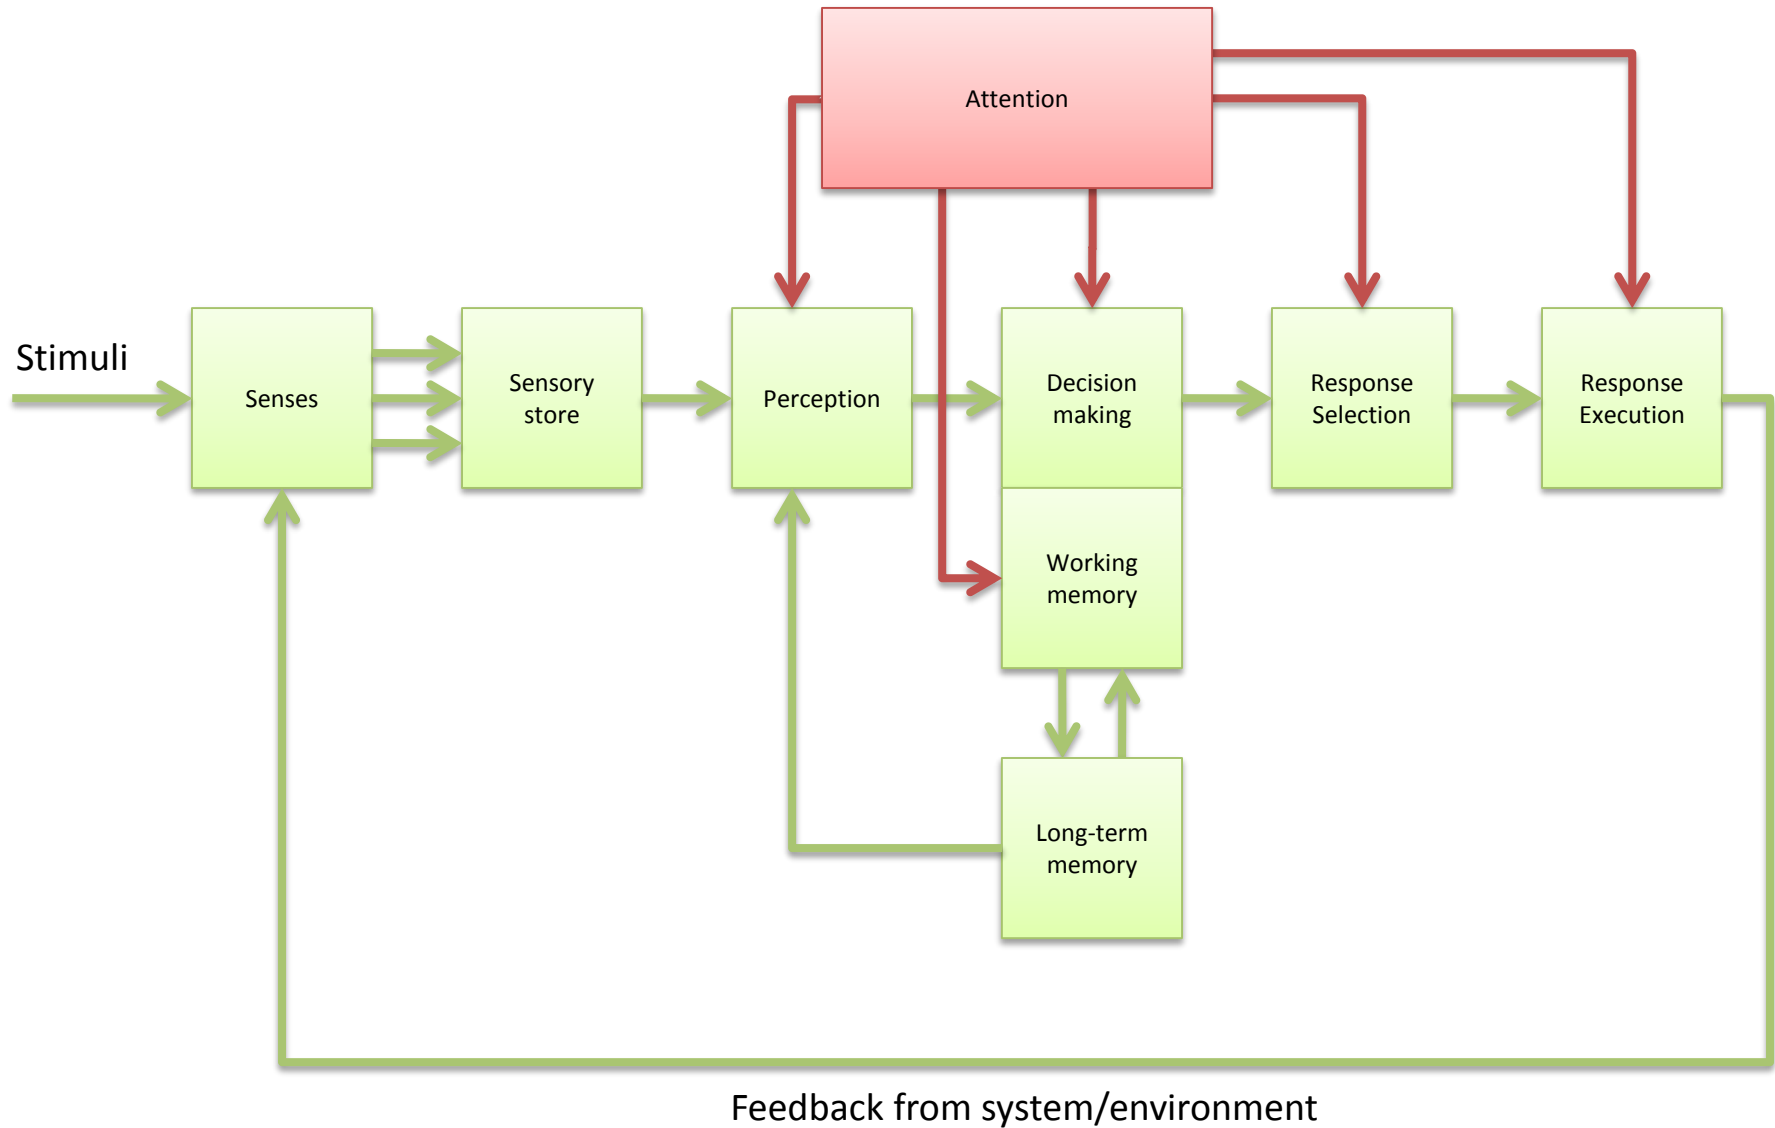 Attention
Stimuli
Senses
Sensory
store
Perception
Decision
making
Response
Selection
Response
Execution
Working
memory
Long-term
memory
Feedback from system/environment